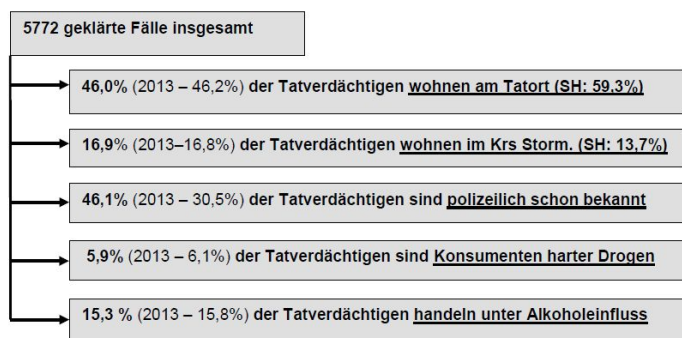 5772 geklärte Fälle insgesamt
46,0% (2013 – 46,2%) der Tatverdächtigen wohnen am Tatort (SH: 59,3%)
16,9% (2013–16,8%) der Tatverdächtigen wohnen im Krs Storm. (SH: 13,7%)
46,1% (2013 – 30,5%) der Tatverdächtigen sind polizeilich schon bekannt
5,9% (2013 – 6,1%) der Tatverdächtigen sind Konsumenten harter Drogen
15,3 % (2013 – 15,8%) der Tatverdächtigen handeln unter Alkoholeinfluss